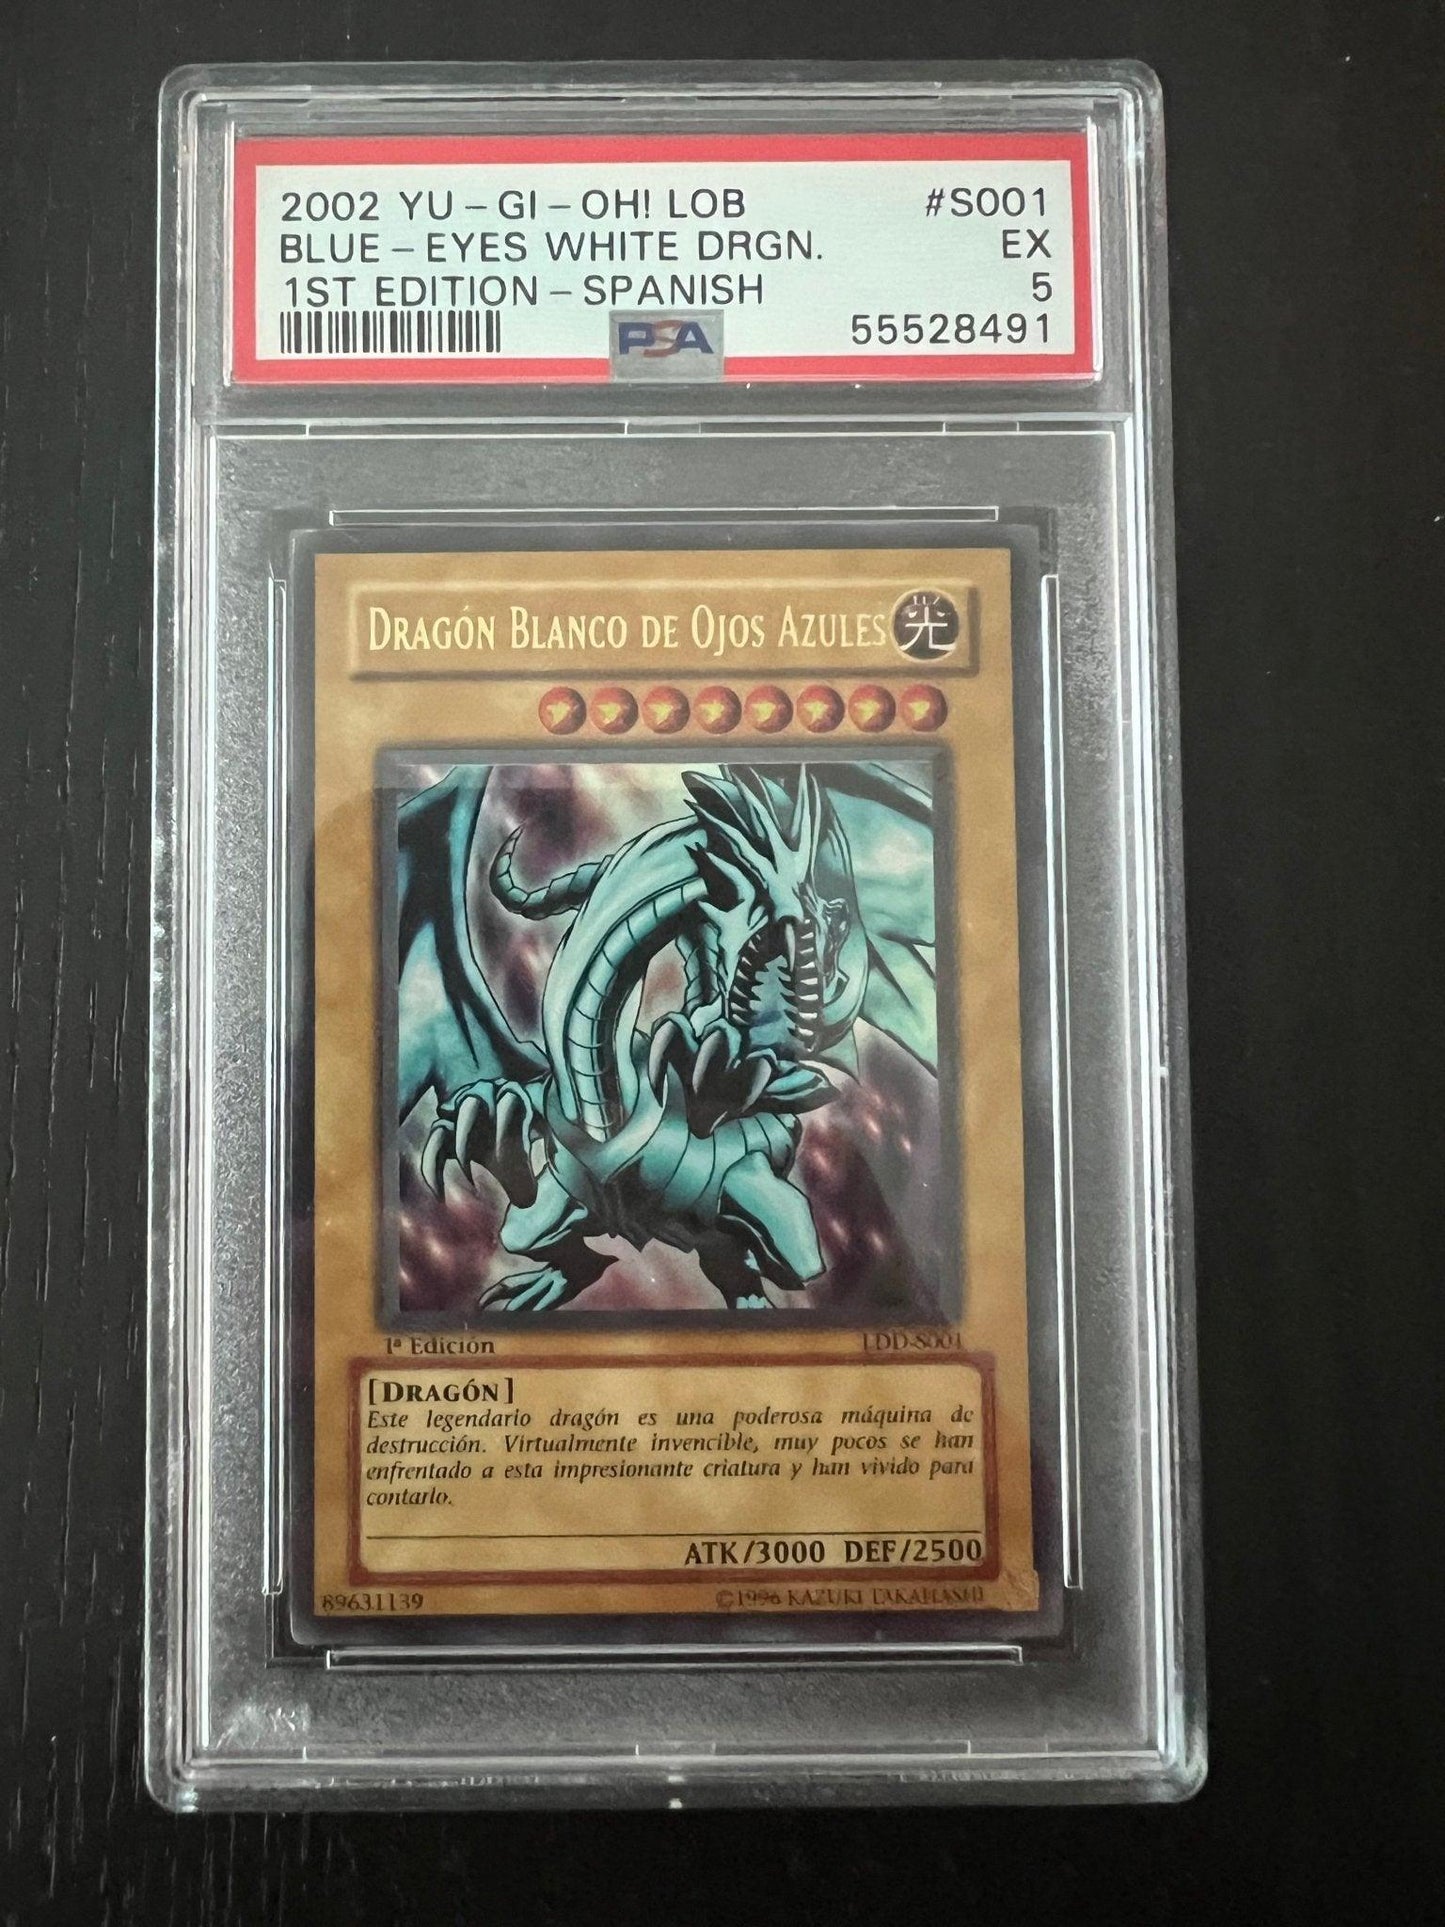 2002 YU-GI-OH! LOB #S001
BLUE-EYES WHITE DRGN. EX
1ST EDITION-SPANISH 5
PSA 55528491
DRAGÓN BLANCO DE OJOS AZULES 光
1ª Edición LDD-S001
[DRAGÓN]
Este legendario dragón es una poderosa máquina de
destrucción. Virtualmente invencible, muy pocos se han
enfrentado a esta impresionante criatura y han vivido para
contarlo.
ATK/3000 DEF/2500
89631139 ©1996 KAZUKI TAKAHASHI